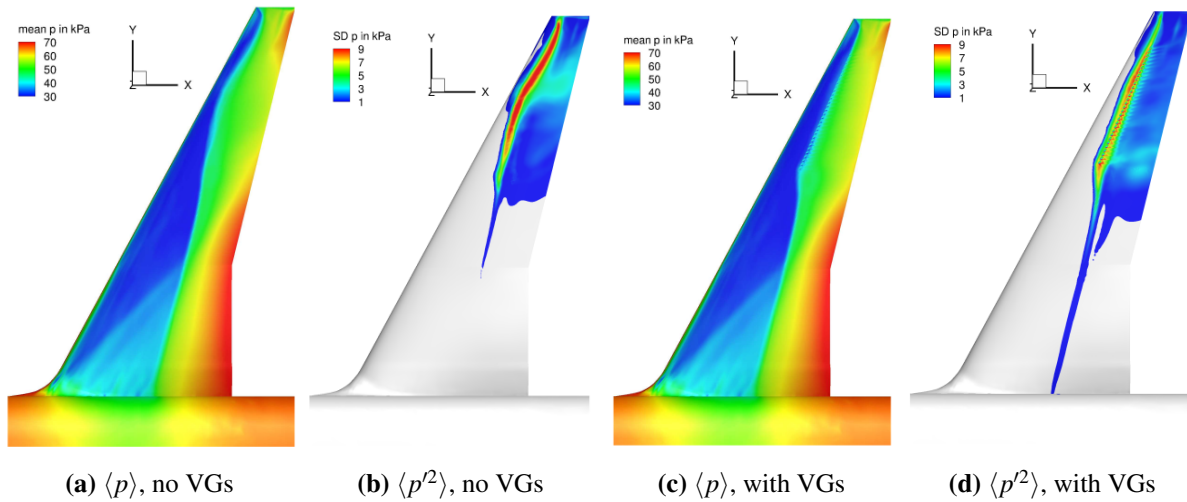 mean p in kPa
70
60
50
40
30
Y
Z
X
SD p in kPa
9
7
5
3
1
Y
Z
X
mean p in kPa
70
60
50
40
30
Y
Z
X
SD p in kPa
9
7
5
3
1
Y
Z
X
(a) ⟨p⟩, no VGs
(b) ⟨p′²⟩, no VGs
(c) ⟨p⟩, with VGs
(d) ⟨p′²⟩, with VGs